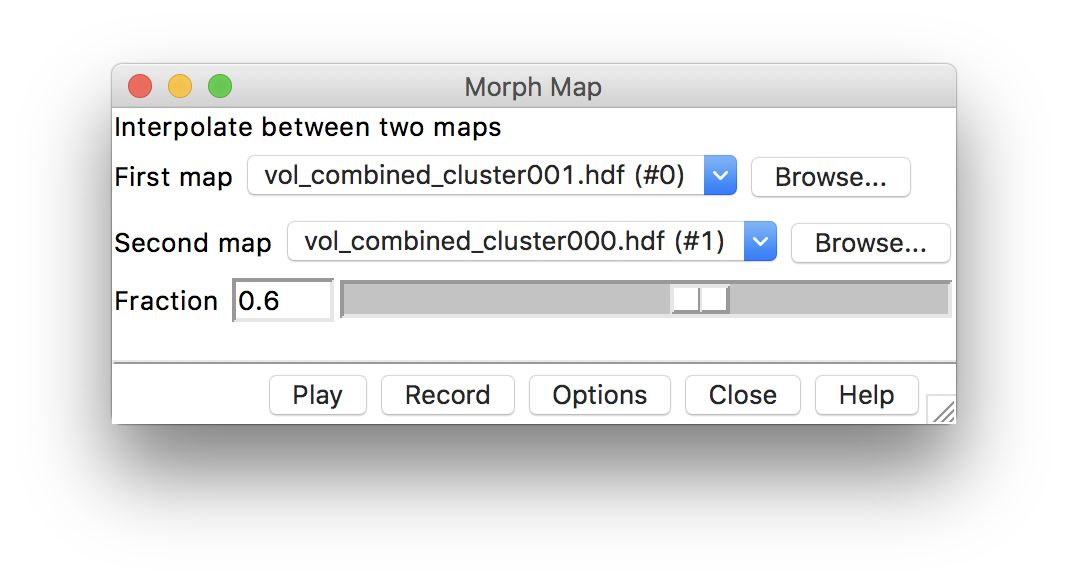 Morph Map
Interpolate between two maps
First map vol_combined_cluster001.hdf (#0) Browse...
Second map vol_combined_cluster000.hdf (#1) Browse...
Fraction 0.6
Play Record Options Close Help